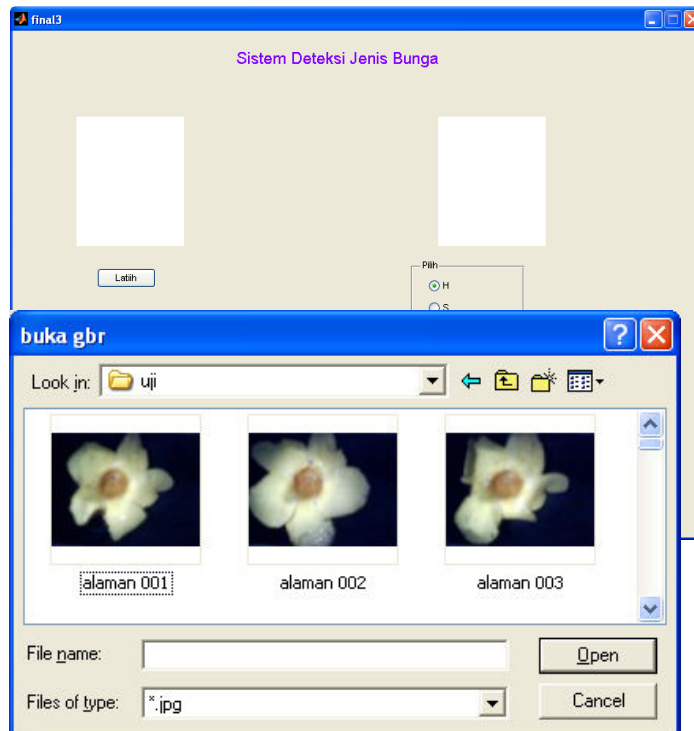 final3
Sistem Deteksi Jenis Bunga
Latiih
Pilih
H
S
buka gbr
Look in: uji
alaman 001 alaman 002 alaman 003
File name:
Open
Files of type: *.jpg
Cancel